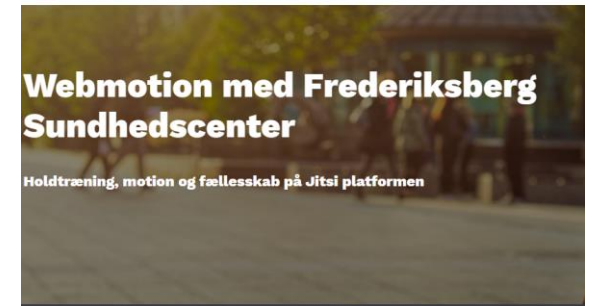 Webmotion med Frederiksberg
Sundhedscenter
Holdtræning, motion og fællesskab på Jitsi platformen